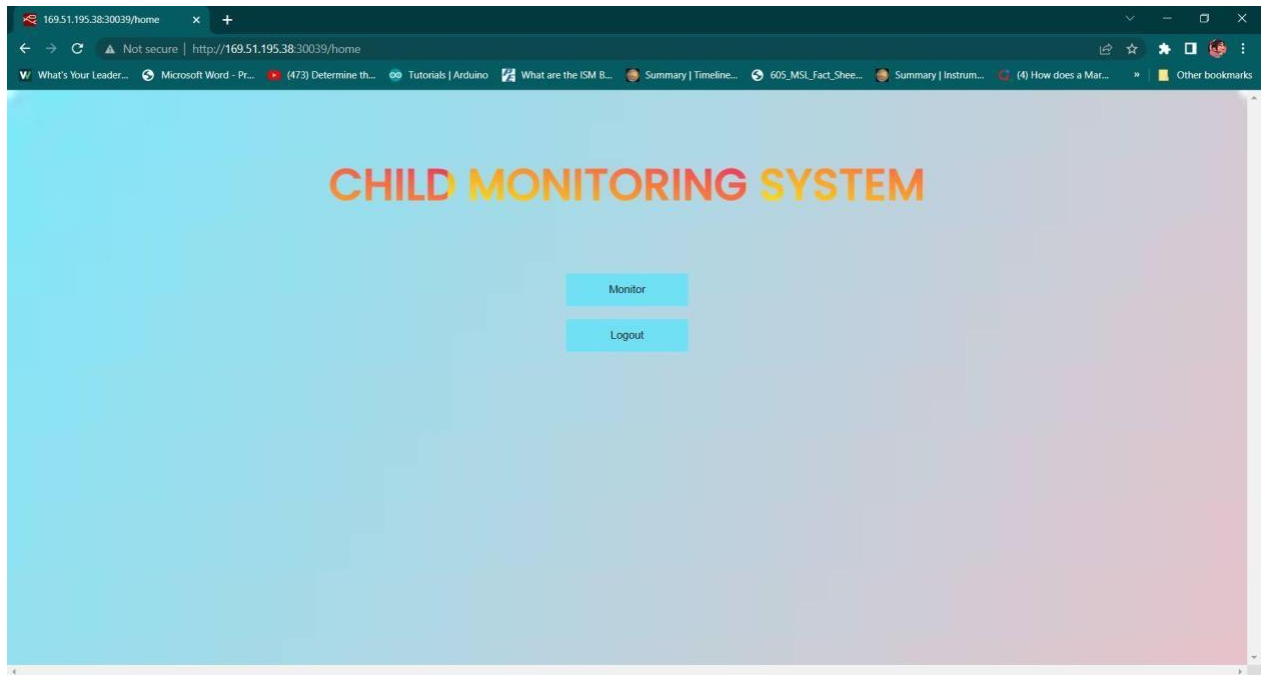 169.51.195.38:30039/home
Not secure | http://169.51.195.38:30039/home
What's Your Leader... Microsoft Word - Pr... (473) Determine th... Tutorials | Arduino What are the ISM B... Summary | Timeline... 605_MSL_Fact_Shee... Summary | Instrum... (4) How does a Mar... » Other bookmarks
CHILD MONITORING SYSTEM
Monitor
Logout